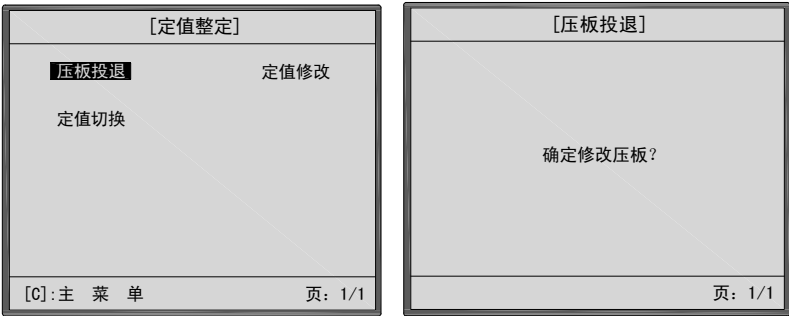 [定值整定]
压板投退 定值修改
定值切换
[C]:主 菜 单 页: 1/1
[压板投退]
确定修改压板?
页: 1/1